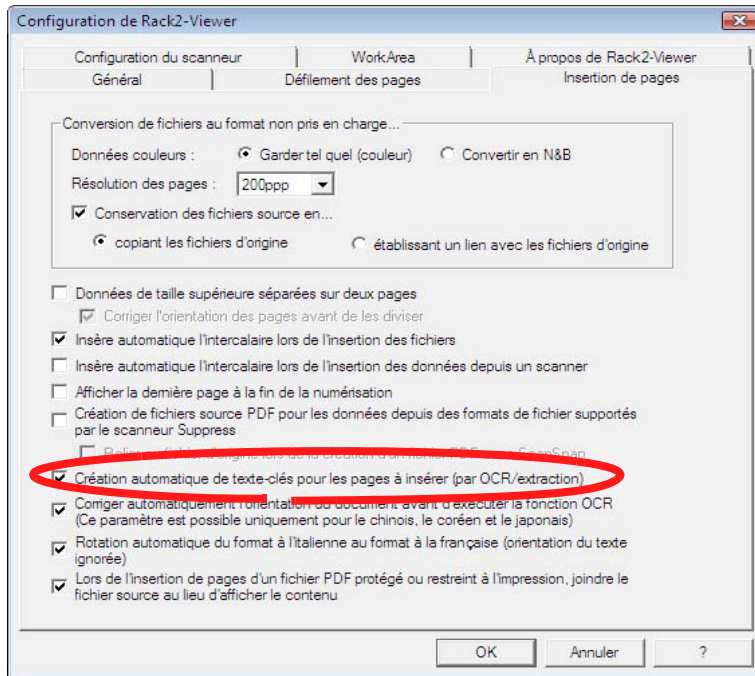 Configuration de Rack2-Viewer
Configuration du scanneur
WorkArea
À propos de Rack2-Viewer
Général
Défilement des pages
Insertion de pages
Conversion de fichiers au format non pris en charge...
Données couleurs :
Garder tel quel (couleur)
Convertir en N&B
Résolution des pages :
200ppp
Conservation des fichiers source en...
copiant les fichiers d'origine
établissant un lien avec les fichiers d'origine
Données de taille supérieure séparées sur deux pages
Corriger l'orientation des pages avant de les diviser
Insère automatique l'intercalaire lors de l'insertion des fichiers
Insère automatique l'intercalaire lors de l'insertion des données depuis un scanner
Afficher la dernière page à la fin de la numérisation
Création de fichiers source PDF pour les données depuis des formats de fichier supportés
par le scanneur Suppress
Création automatique de texte-clés pour les pages à insérer (par OCR/extraction)
Corriger automatiquement l'orientation du document avant d'exécuter la fonction OCR
(Ce paramètre est possible uniquement pour le chinois, le coréen et le japonais)
Rotation automatique du format à l'italienne au format à la française (orientation du texte
ignorée)
Lors de l'insertion de pages d'un fichier PDF protégé ou restreint à l'impression, joindre le
fichier source au lieu d'afficher le contenu
OK
Annuler
?